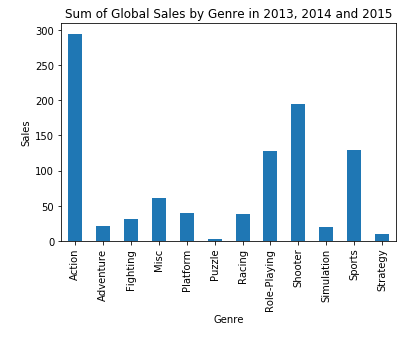 Sum of Global Sales by Genre in 2013, 2014 and 2015
300
250
200
150
100
50
0
Sales
Action
Adventure
Fighting
Misc
Platform
Puzzle
Racing
Role-Playing
Shooter
Simulation
Sports
Strategy
Genre